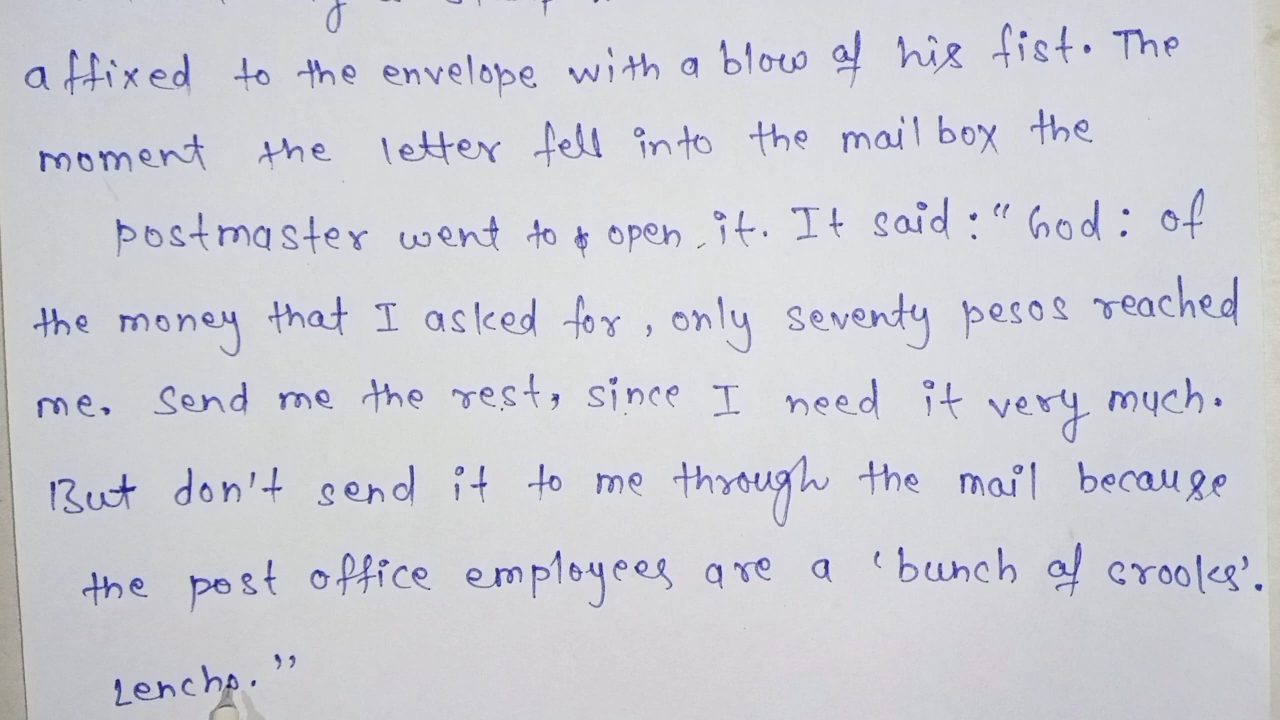 affixed to the envelope with a blow of his fist. The
moment the letter fell into the mail box the
postmaster went to open it. It said : "God : of
the money that I asked for, only seventy pesos reached
me. Send me the rest, since I need it very much.
But don't send it to me through the mail because
the post office employees are a 'bunch of crooks'.
Lencho."